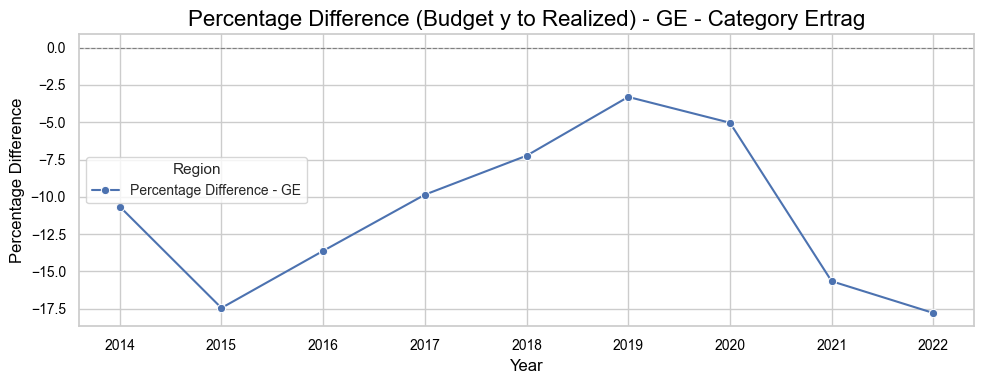 Percentage Difference (Budget y to Realized) - GE - Category Ertrag
Percentage Difference
0.0
−2.5
−5.0
−7.5
−10.0
−12.5
−15.0
−17.5
Region
Percentage Difference - GE
2014 2015 2016 2017 2018 2019 2020 2021 2022
Year